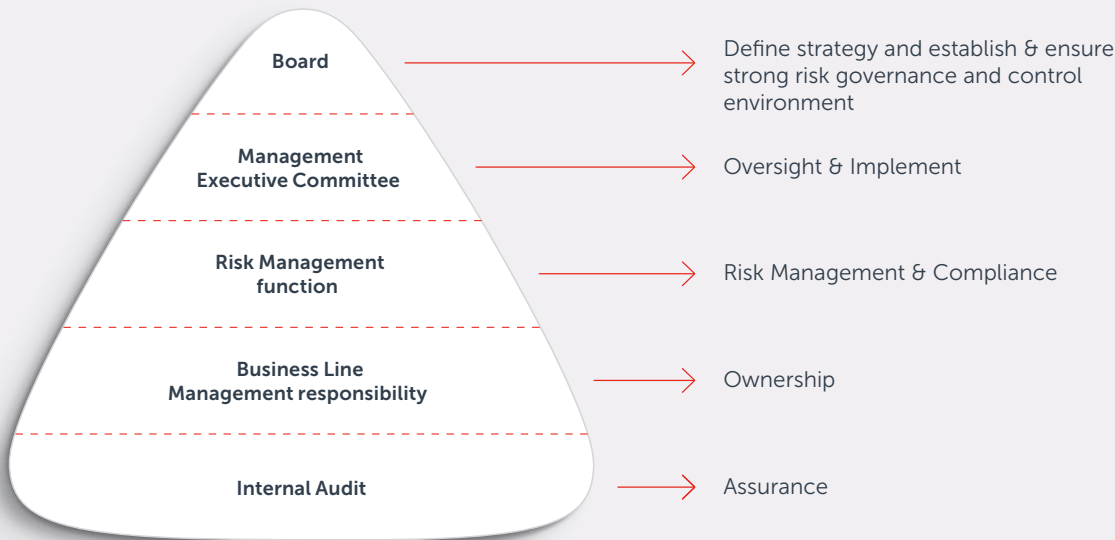 Board
Define strategy and establish & ensure
strong risk governance and control
environment
Management
Executive Committee
Oversight & Implement
Risk Management
function
Risk Management & Compliance
Business Line
Management responsibility
Ownership
Internal Audit
Assurance